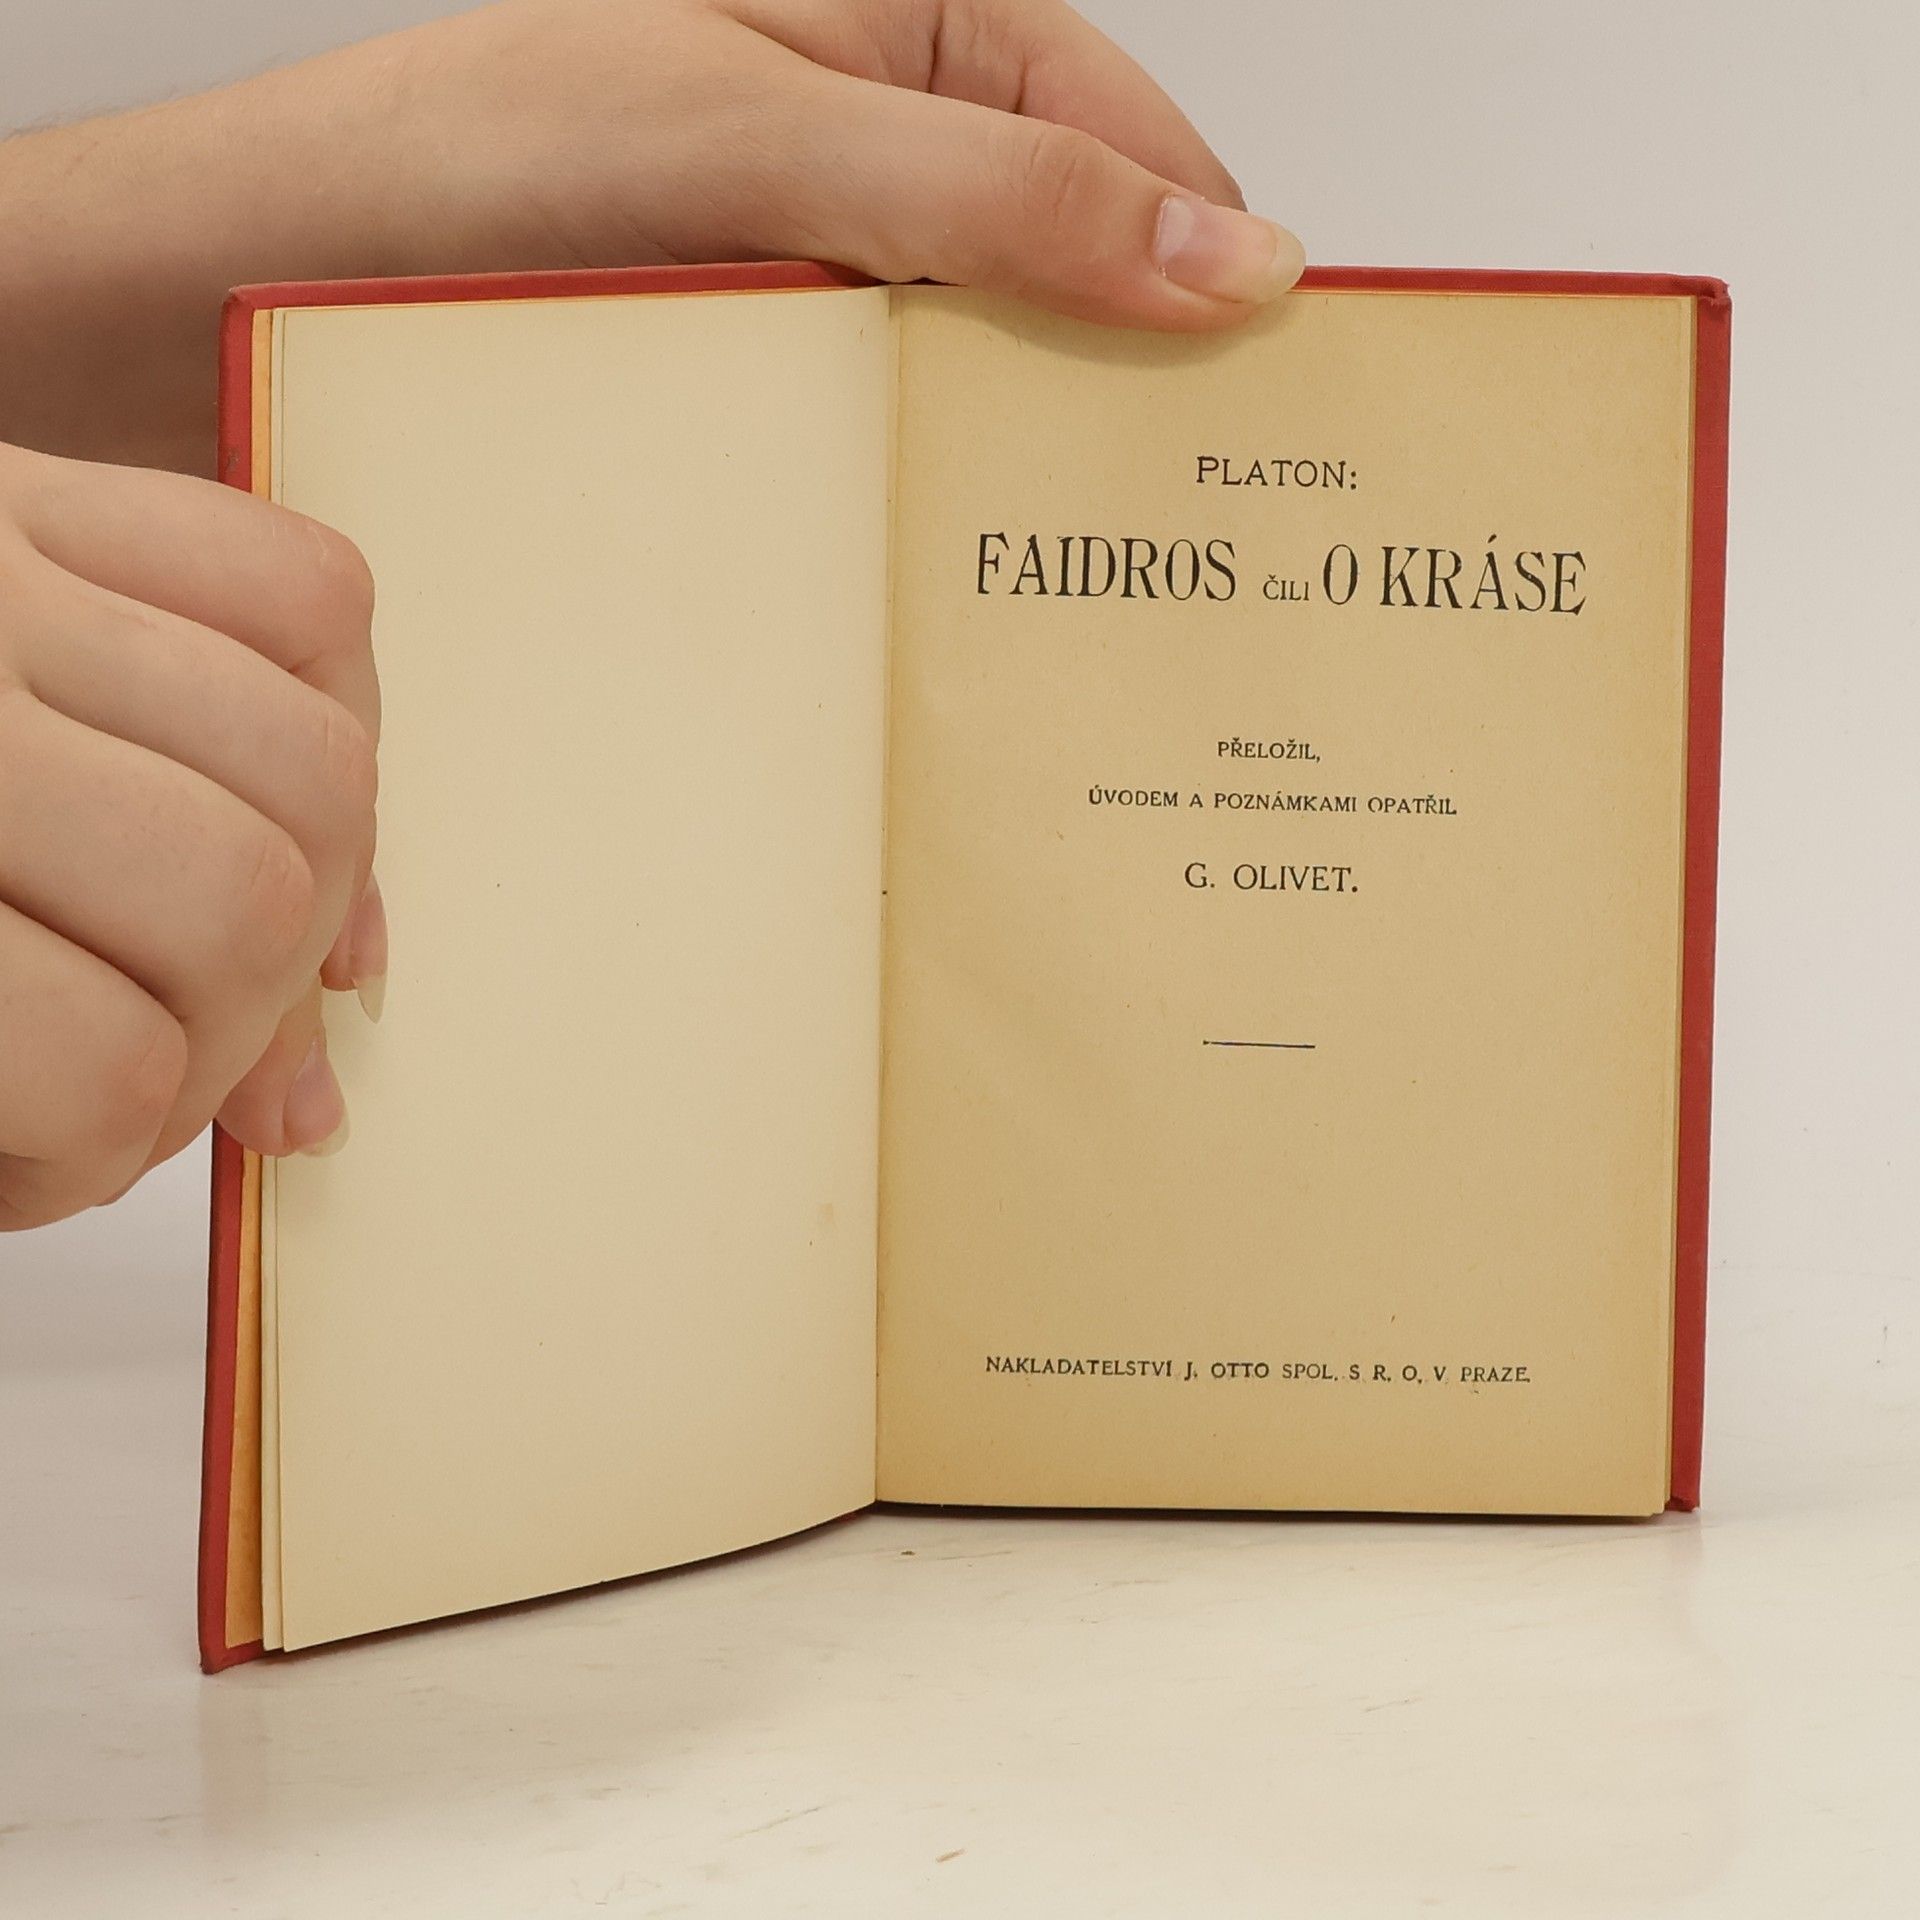 PLATON:
FAIDROS ČILI O KRÁSE
PŘELOŽIL,
ÚVODEM A POZNÁMKAMI OPATŘIL
G. OLIVET.
NAKLADATELSTVÍ J. OTTO SPOL. S R. O. V PRAZE